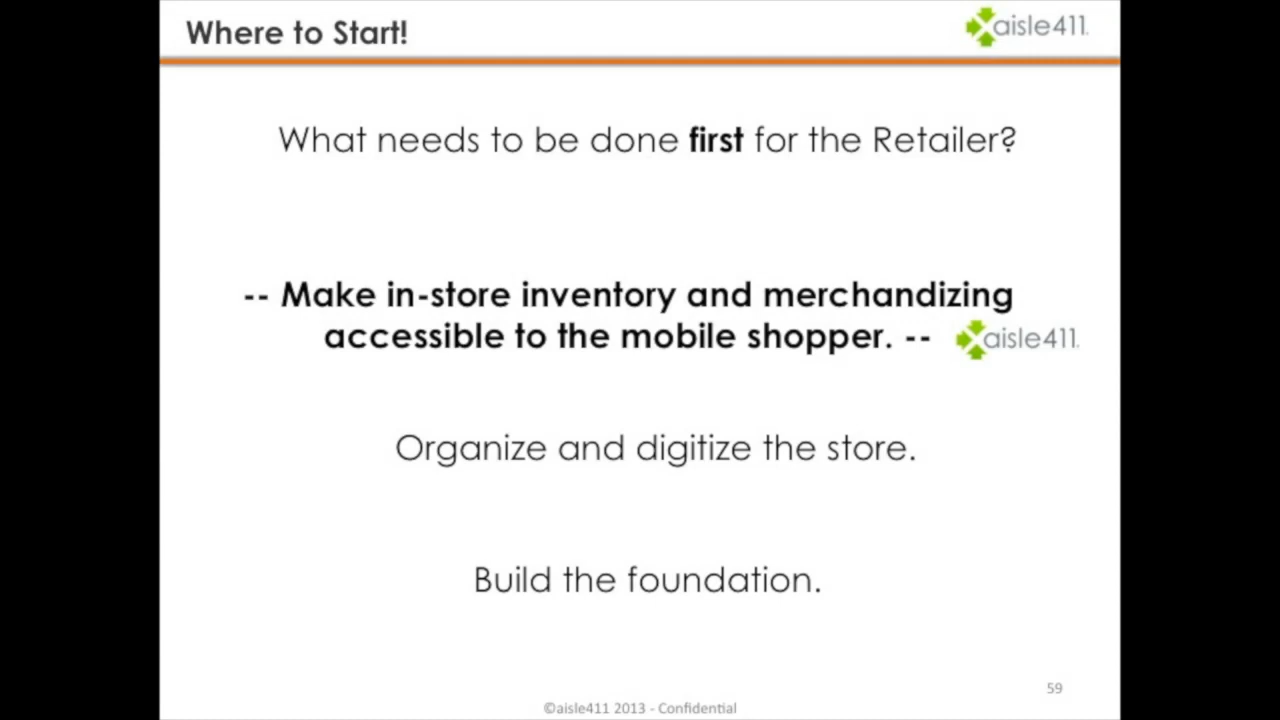 Where to Start!
aisle411
What needs to be done first for the Retailer?
-- Make in-store inventory and merchandizing
accessible to the mobile shopper. --
aisle411
Organize and digitize the store.
Build the foundation.
59
©aisle411 2013 - Confidential